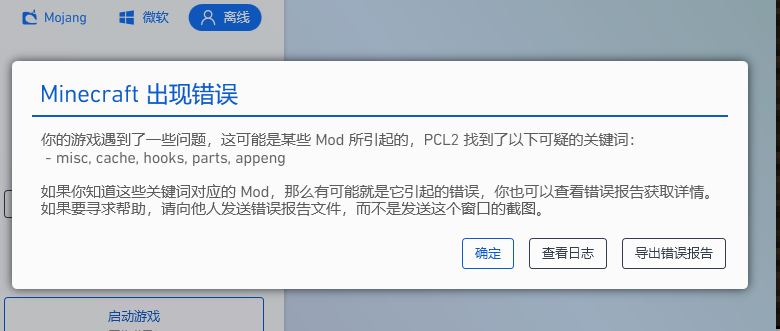 Mojang 微软 离线
Minecraft 出现错误
你的游戏遇到了一些问题，这可能是某些 Mod 所引起的，PCL2 找到了以下可疑的关键词：
- misc, cache, hooks, parts, appeng
如果你知道这些关键词对应的 Mod，那么有可能就是它引起的错误，你也可以查看错误报告获取详情。
如果要寻求帮助，请向他人发送错误报告文件，而不是发送这个窗口的截图。
确定 查看日志 导出错误报告
启动游戏